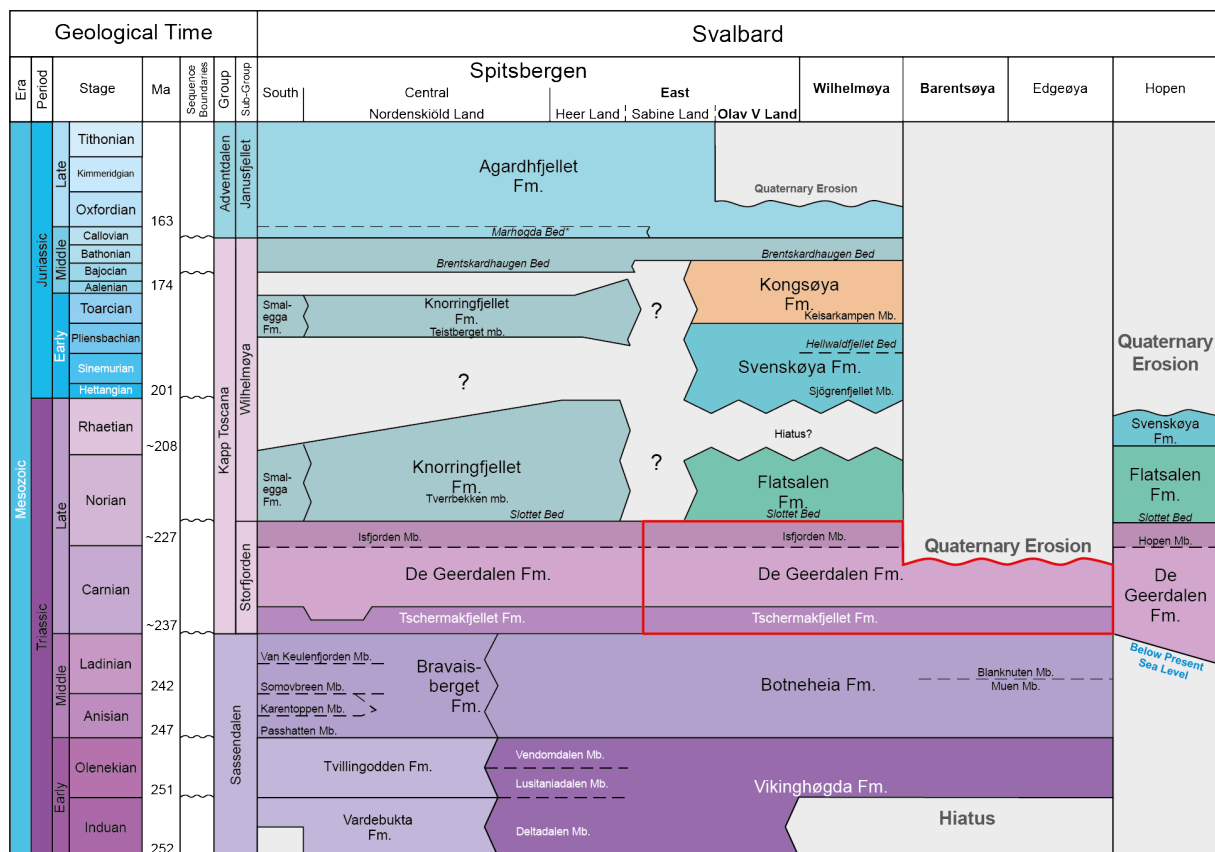 Geological Time
Svalbard
Era
Period
Stage
Ma
Sequence
Boundaries
Group
Sub-Group
Spitsbergen
South
Central
East
Nordenskiöld Land
Heer Land
Sabine Land
Olav V Land
Wilhelmøya
Barentsøya
Edgeøya
Hopen
Mesozoic
Juriassic
Triassic
Late
Middle
Early
Late
Middle
Early
Tithonian
Kimmeridgian
Oxfordian
Callovian
Bathonian
Bajocian
Aalenian
Toarcian
Pliensbachian
Sinemurian
Hettangian
Rhaetian
Norian
Carnian
Ladinian
Anisian
Olenekian
Induan
163
174
201
~208
~227
~237
242
247
251
252
Adventdalen
Janusfjellet
Kapp Toscana
Wilhelmøya
Storfjorden
Sassendalen
Agardhfjellet
Fm.
Quaternary Erosion
Marhøgda Bed*
Brentskardhaugen Bed
Brentskardhaugen Bed
Smal-
egga
Fm.
Knorringfjellet
Fm.
Teistberget mb.
?
Kongsøya
Fm.
Keisarkampen Mb.
Hellwaldfjellet Bed
Svenskøya Fm.
Sjögrenfjellet Mb.
?
Quaternary
Erosion
Hiatus?
Svenskøya
Fm.
Smal-
egga
Fm.
Knorringfjellet
Fm.
Tverrbekken mb.
Slottet Bed
?
Flatsalen
Fm.
Slottet Bed
Flatsalen
Fm.
Slottet Bed
Isfjorden Mb.
Isfjorden Mb.
Quaternary Erosion
Hopen Mb.
De Geerdalen Fm.
De Geerdalen Fm.
De
Geerdalen
Fm.
Tschermakfjellet Fm.
Tschermakfjellet Fm.
Below Present
Sea Level
Van Keulenfjorden Mb.
Somovbreen Mb.
Karentoppen Mb.
Passhatten Mb.
Bravais-
berget
Fm.
Botneheia Fm.
Blanknuten Mb.
Muen Mb.
Tvillingodden Fm.
Vendomdalen Mb.
Lusitaniadalen Mb.
Vikinghøgda Fm.
Vardebukta
Fm.
Deltadalen Mb.
Hiatus